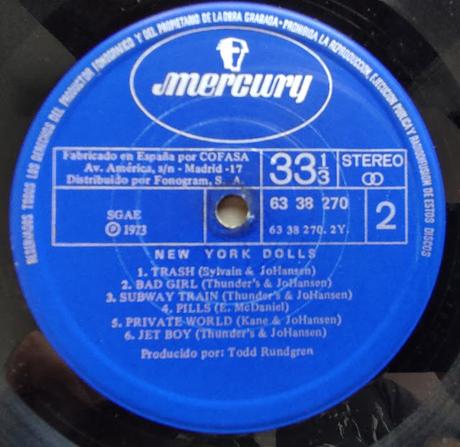 RESERVADOS TODOS LOS DERECHOS DEL PRODUCTOR FONOGRAFICO Y DEL PROPIETARIO DE LA OBRA GRABADA - PROHIBIDA LA REPRODUCCION, EJECUCION PUBLICA Y RADIODIFUSION DE ESTOS DISCOS
mercury
Fabricado en España por COFASA
Av. América, s/n - Madrid -17
Distribuido por Fonogram, S. A.
33 1/3
STEREO
SGAE
℗ 1973
63 38 270
63 38 270. 2Y.
2
NEW YORK DOLLS
1. TRASH (Sylvain & JoHansen)
2. BAD GIRL (Thunder's & JoHansen)
3. SUBWAY TRAIN (Thunder's & JoHansen)
4. PILLS (E. McDaniel)
5. PRIVATE WORLD (Kane & JoHansen)
6. JET BOY (Thunder's & JoHansen)
Producido por: Todd Rundgren